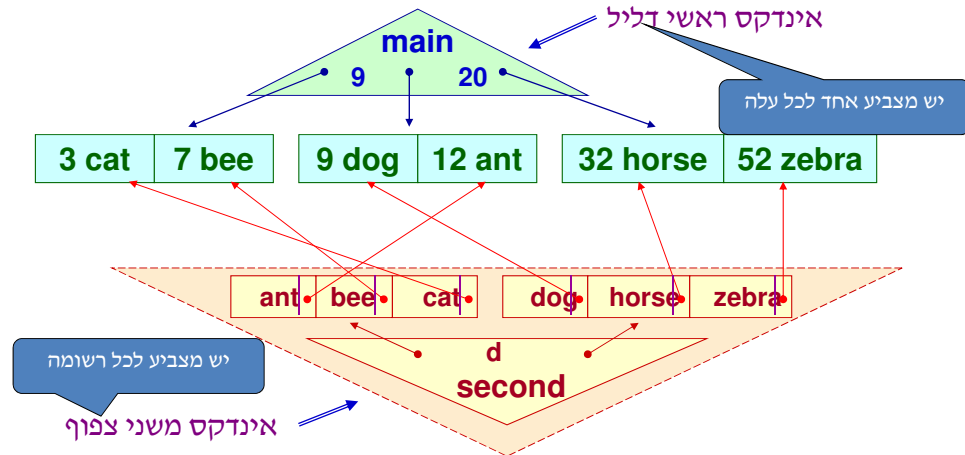 אינדקס ראשי דליל
main
9 20
יש מצביע אחד לכל עלה
3 cat 7 bee 9 dog 12 ant 32 horse 52 zebra
ant bee cat dog horse zebra
d
second
יש מצביע לכל רשומה
אינדקס משני צפוף